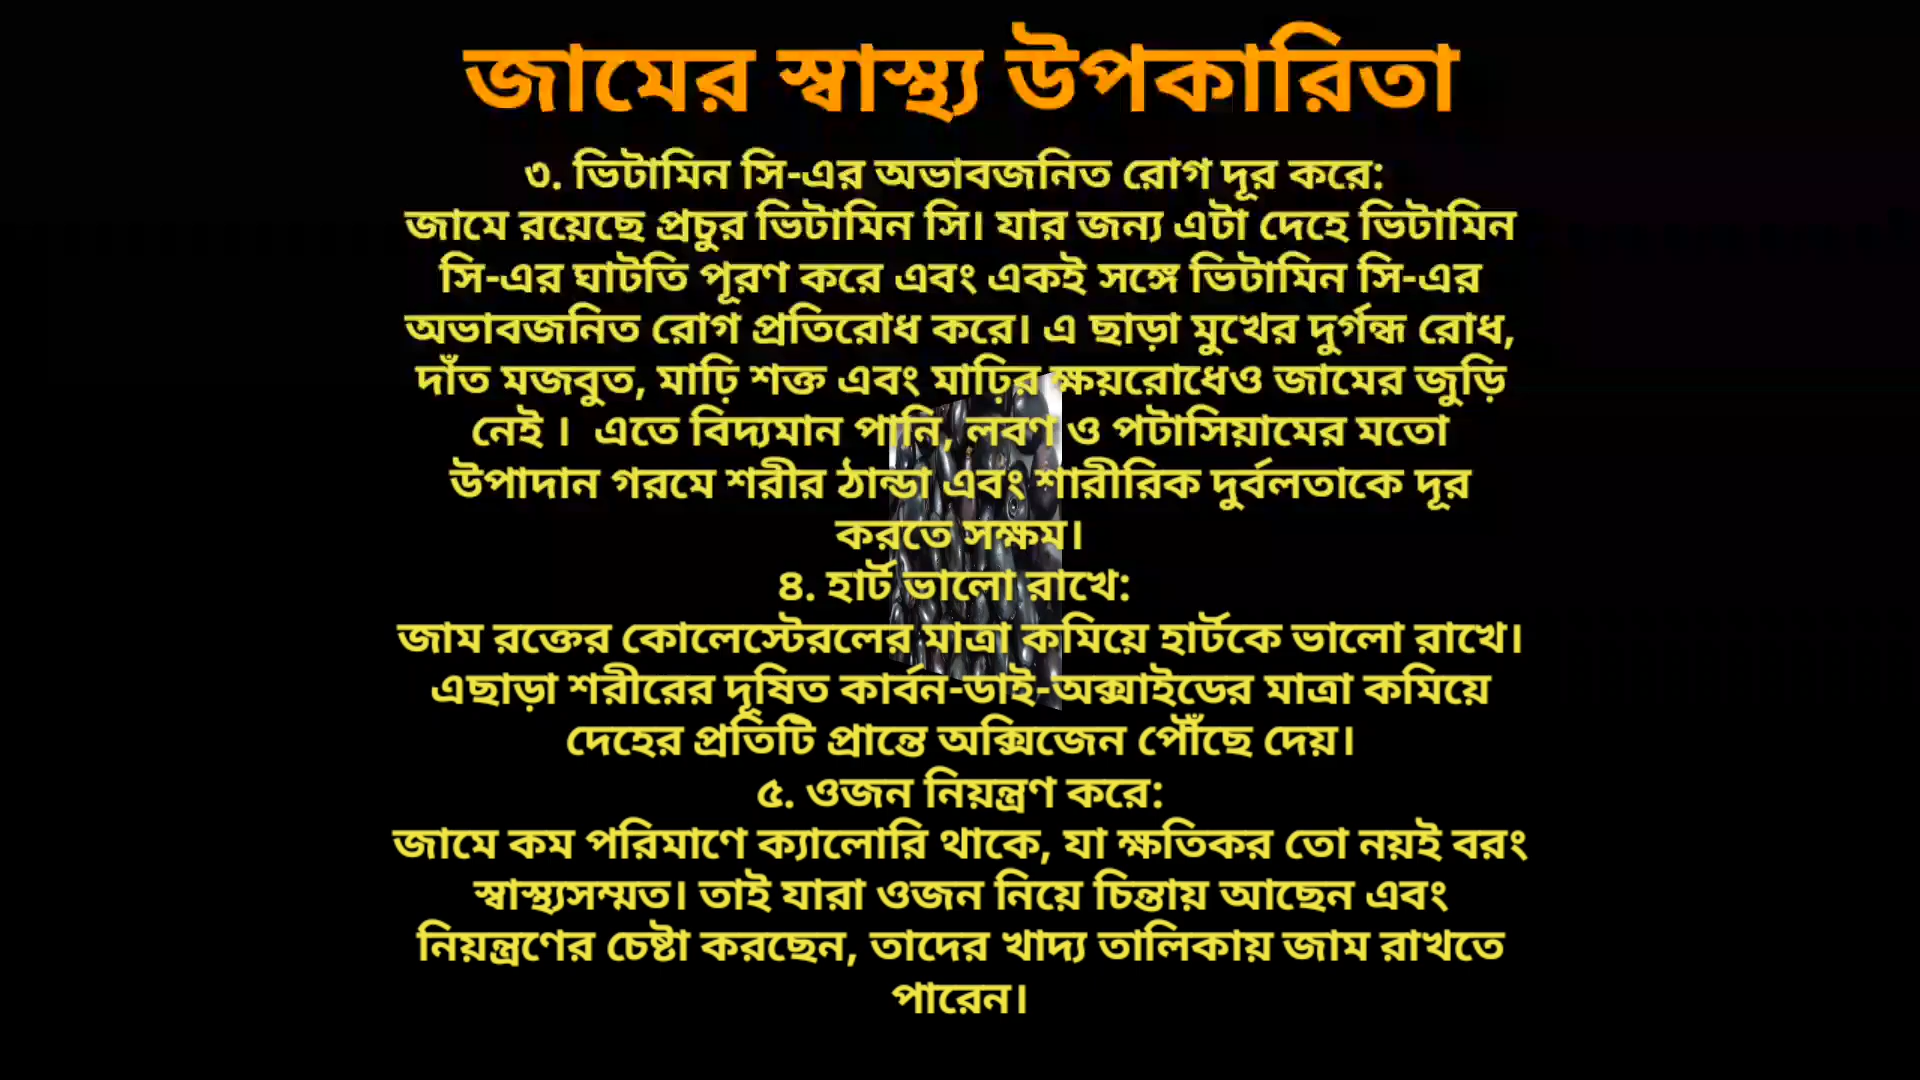 জামের স্বাস্থ্য উপকারিতা
৩. ভিটামিন সি-এর অভাবজনিত রোগ দূর করে:
জামে রয়েছে প্রচুর ভিটামিন সি। যার জন্য এটা দেহে ভিটামিন
সি-এর ঘাটতি পূরণ করে এবং একই সঙ্গে ভিটামিন সি-এর
অভাবজনিত রোগ প্রতিরোধ করে। এ ছাড়া মুখের দুর্গন্ধ রোধ,
দাঁত মজবুত, মাঢ়ি শক্ত এবং মাঢ়ির ক্ষয়রোধেও জামের জুড়ি
নেই । এতে বিদ্যমান পানি, লবণ ও পটাসিয়ামের মতো
উপাদান গরমে শরীর ঠান্ডা এবং শারীরিক দুর্বলতাকে দূর
করতে সক্ষম।
৪. হার্ট ভালো রাখে:
জাম রক্তের কোলেস্টেরলের মাত্রা কমিয়ে হার্টকে ভালো রাখে।
এছাড়া শরীরের দূষিত কার্বন-ডাই-অক্সাইডের মাত্রা কমিয়ে
দেহের প্রতিটি প্রান্তে অক্সিজেন পৌঁছে দেয়।
৫. ওজন নিয়ন্ত্রণ করে:
জামে কম পরিমাণে ক্যালোরি থাকে, যা ক্ষতিকর তো নয়ই বরং
স্বাস্থ্যসম্মত। তাই যারা ওজন নিয়ে চিন্তায় আছেন এবং
নিয়ন্ত্রণের চেষ্টা করছেন, তাদের খাদ্য তালিকায় জাম রাখতে
পারেন।